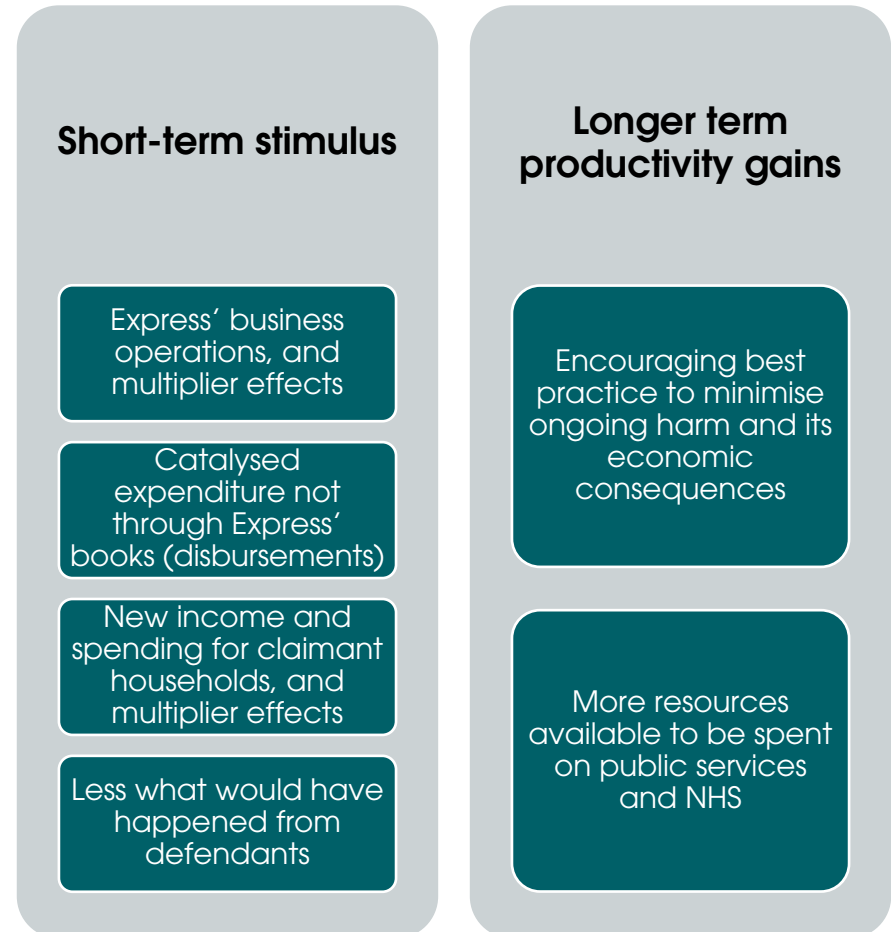 Short-term stimulus
Express’ business
operations, and
multiplier effects
Catalysed
expenditure not
through Express’
books (disbursements)
New income and
spending for claimant
households, and
multiplier effects
Less what would have
happened from
defendants
Longer term
productivity gains
Encouraging best
practice to minimise
ongoing harm and its
economic
consequences
More resources
available to be spent
on public services
and NHS